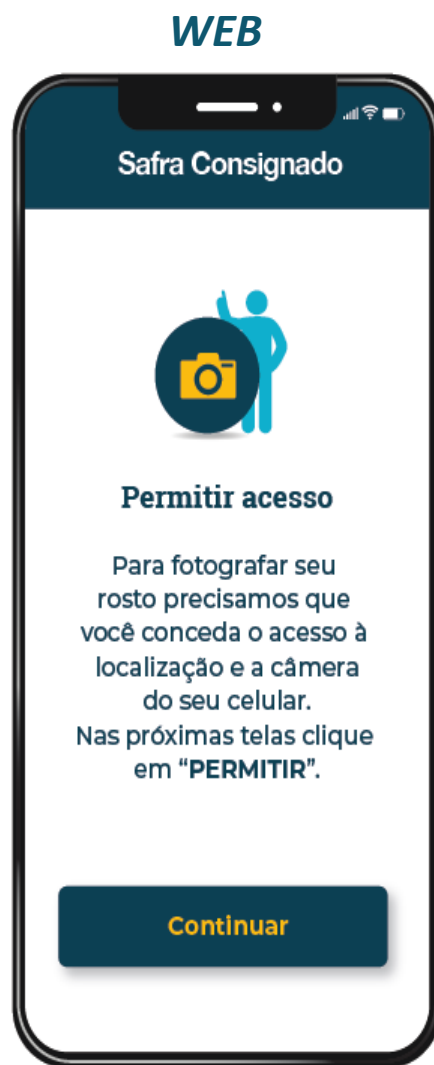 WEB
Safra Consignado
Permitir acesso
Para fotografar seu
rosto precisamos que
você conceda o acesso à
localização e a câmera
do seu celular.
Nas próximas telas clique
em “PERMITIR”.
Continuar